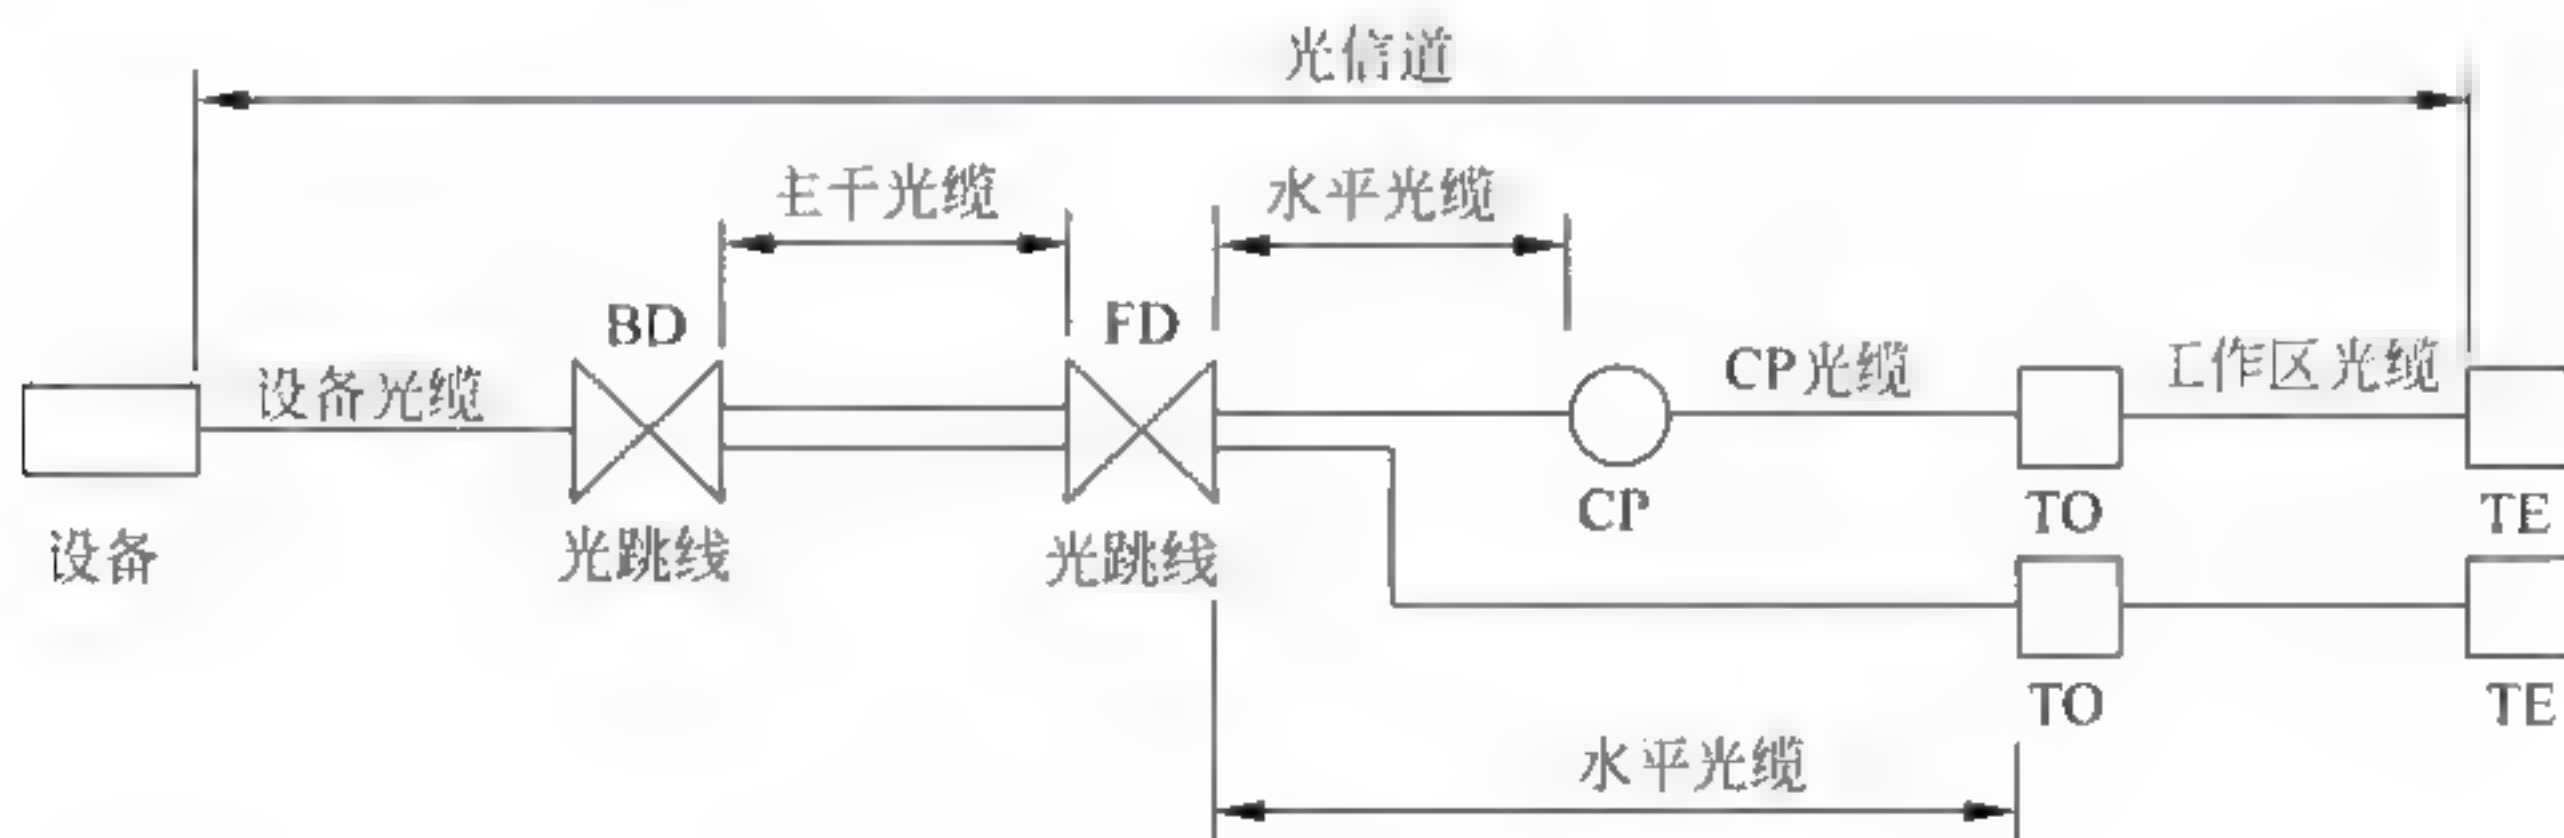 光信道
主干光缆
水平光缆
BD
FD
设备光缆
CP光缆
工作区光缆
CP
TO
TE
设备
光跳线
光跳线
TO
TE
水平光缆